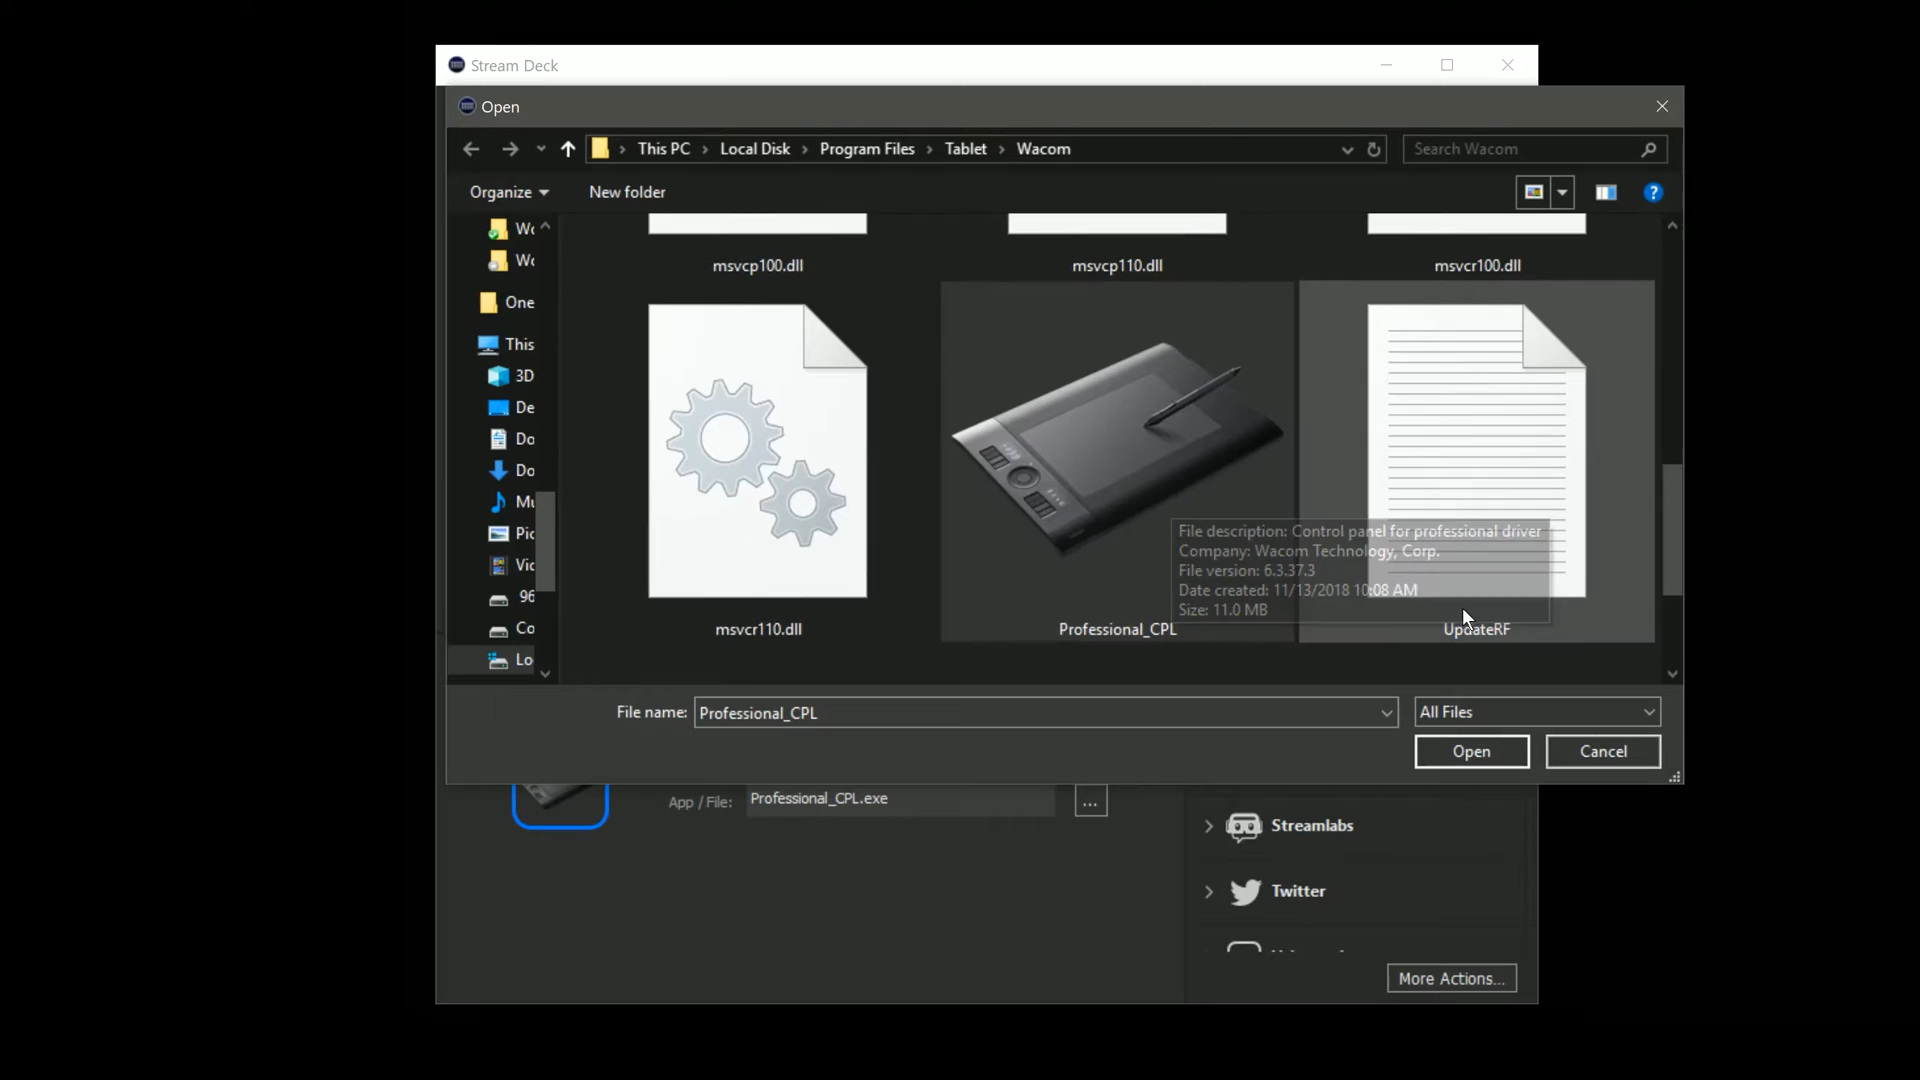 Stream Deck
Open
This PC > Local Disk > Program Files > Tablet > Wacom
Search Wacom
Organize
New folder
?
Wo
Wo
One
This
3D
De
Do
Do
Mu
Pic
Vid
96
Co
Lo
msvcp100.dll
msvcp110.dll
msvcr100.dll
File description: Control panel for professional driver
Company: Wacom Technology, Corp.
File version: 6.3.37.3
Date created: 11/13/2018 10:08 AM
Size: 11.0 MB
msvcr110.dll
Professional_CPL
UpdateRF
File name: Professional_CPL
All Files
Open
Cancel
App / File: Professional_CPL.exe
...
Streamlabs
Twitter
More Actions...